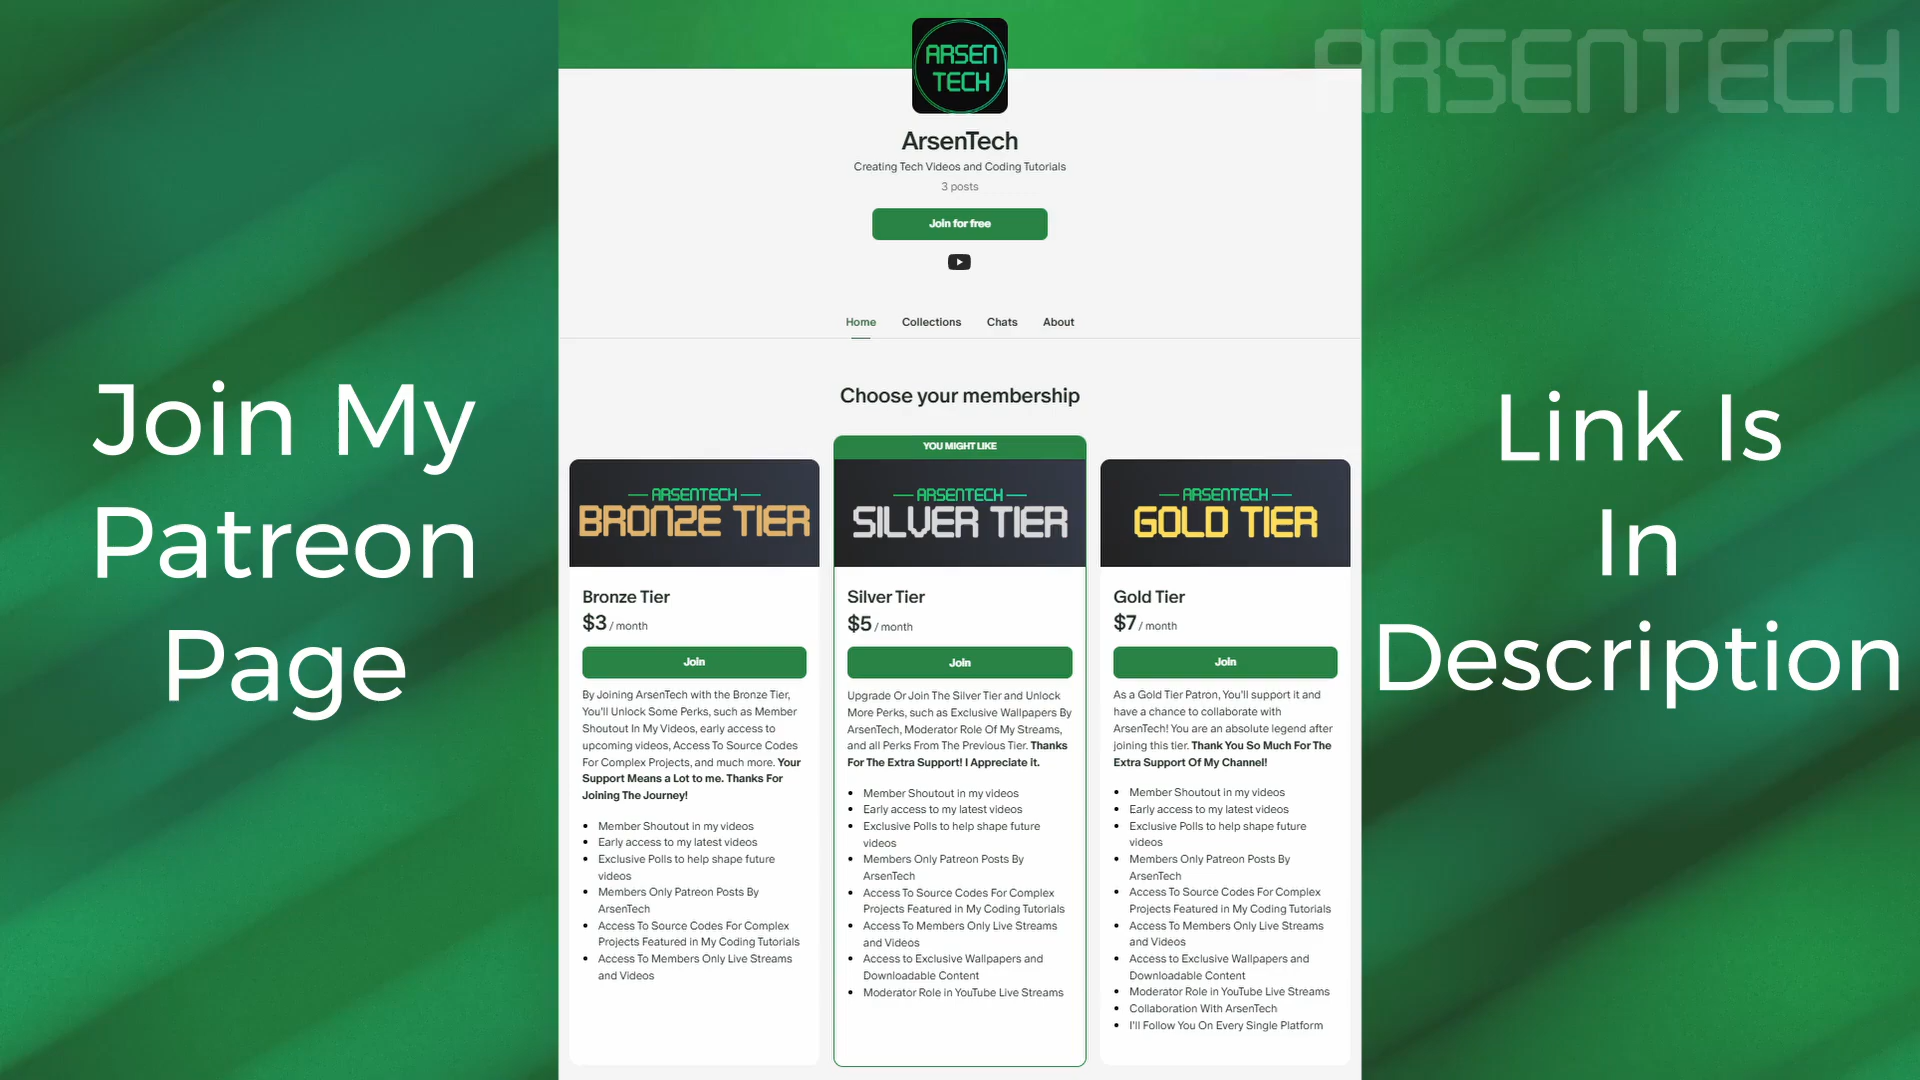 ARSENTECH
ARSEN
TECH
ArsenTech
Creating Tech Videos and Coding Tutorials
3 posts
Join for free
Home Collections Chats About
Join My
Patreon
Page
Choose your membership
YOU MIGHT LIKE
ARSENTECH
BRONZE TIER
Bronze Tier
$3 / month
Join
By Joining ArsenTech with the Bronze Tier,
You'll Unlock Some Perks, such as Member
Shoutout In My Videos, early access to
upcoming videos, Access To Source Codes
For Complex Projects, and much more. Your
Support Means a Lot to me. Thanks For
Joining The Journey!
• Member Shoutout in my videos
• Early access to my latest videos
• Exclusive Polls to help shape future
videos
• Members Only Patreon Posts By
ArsenTech
• Access To Source Codes For Complex
Projects Featured in My Coding Tutorials
• Access To Members Only Live Streams
and Videos
ARSENTECH
SILVER TIER
Silver Tier
$5 / month
Join
Upgrade Or Join The Silver Tier and Unlock
More Perks, such as Exclusive Wallpapers By
ArsenTech, Moderator Role Of My Streams,
and all Perks From The Previous Tier. Thanks
For The Extra Support! I Appreciate it.
• Member Shoutout in my videos
• Early access to my latest videos
• Exclusive Polls to help shape future
videos
• Members Only Patreon Posts By
ArsenTech
• Access To Source Codes For Complex
Projects Featured in My Coding Tutorials
• Access To Members Only Live Streams
and Videos
• Access to Exclusive Wallpapers and
Downloadable Content
• Moderator Role in YouTube Live Streams
ARSENTECH
GOLD TIER
Gold Tier
$7 / month
Join
As a Gold Tier Patron, You'll support it and
have a chance to collaborate with
ArsenTech! You are an absolute legend after
joining this tier. Thank You So Much For The
Extra Support Of My Channel!
• Member Shoutout in my videos
• Early access to my latest videos
• Exclusive Polls to help shape future
videos
• Members Only Patreon Posts By
ArsenTech
• Access To Source Codes For Complex
Projects Featured in My Coding Tutorials
• Access To Members Only Live Streams
and Videos
• Access to Exclusive Wallpapers and
Downloadable Content
• Moderator Role in YouTube Live Streams
• Collaboration With ArsenTech
• I'll Follow You On Every Single Platform
Link Is
In
Description